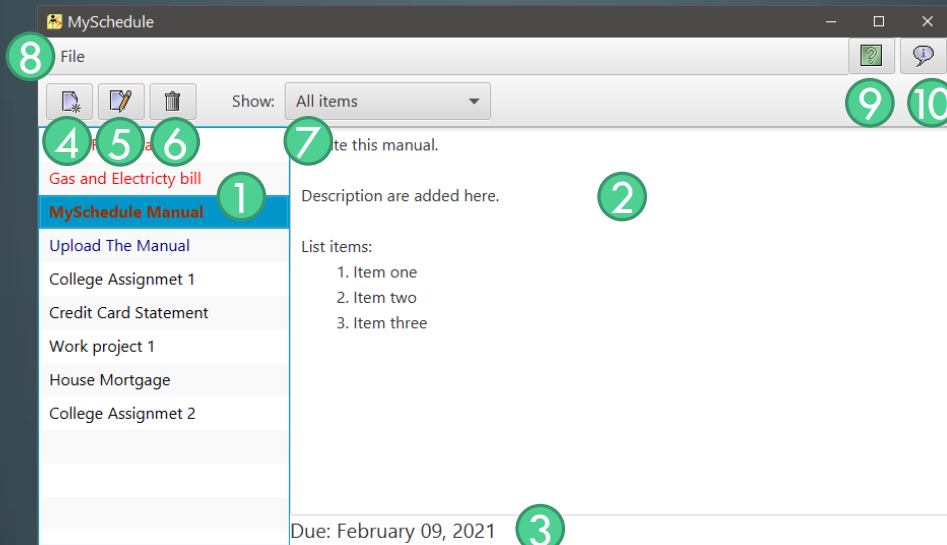 MySchedule
8 File
9 10
Show: All items
4 5 6 7
te this manual.
Gas and Electricty bill
1
Description are added here.
2
MySchedule Manual
Upload The Manual
List items:
College Assignmet 1
1. Item one
Credit Card Statement
2. Item two
Work project 1
3. Item three
House Mortgage
College Assignmet 2
Due: February 09, 2021
3